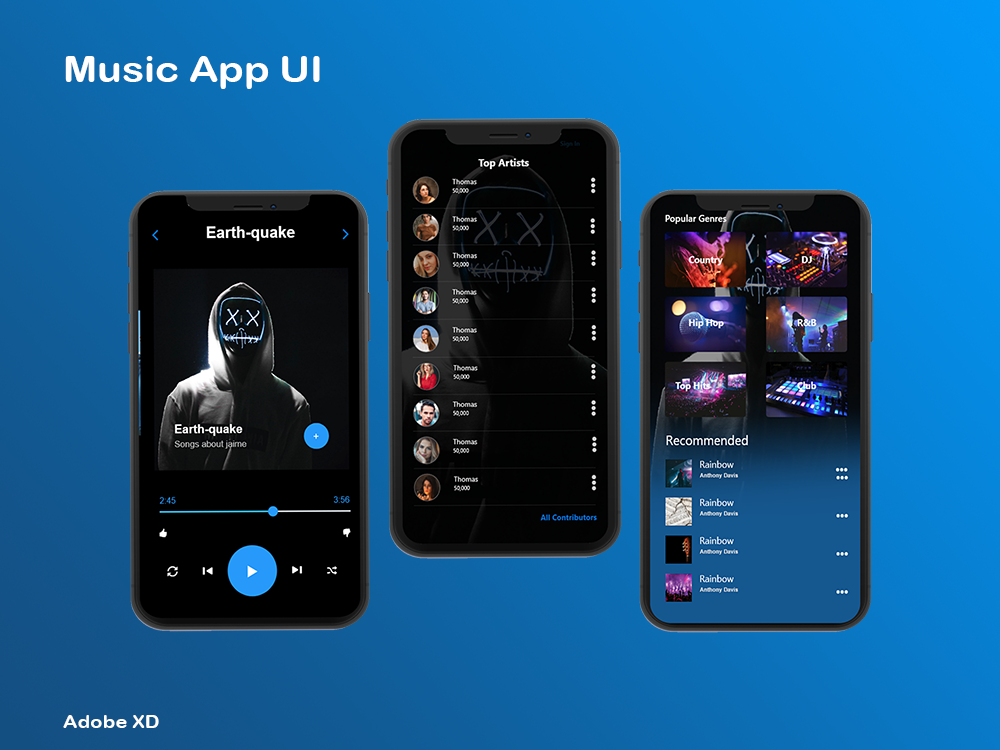 Music App UI
Earth-quake
Earth-quake
Songs about jaime
+
2:45
3:56
Sign In
Top Artists
Thomas
50,000
Thomas
50,000
Thomas
50,000
Thomas
50,000
Thomas
50,000
Thomas
50,000
Thomas
50,000
Thomas
50,000
Thomas
50,000
All Contributors
Popular Genres
Country
DJ
Hip Hop
R&B
Top Hits
Club
Recommended
Rainbow
Anthony Davis
Rainbow
Anthony Davis
Rainbow
Anthony Davis
Rainbow
Anthony Davis
Adobe XD